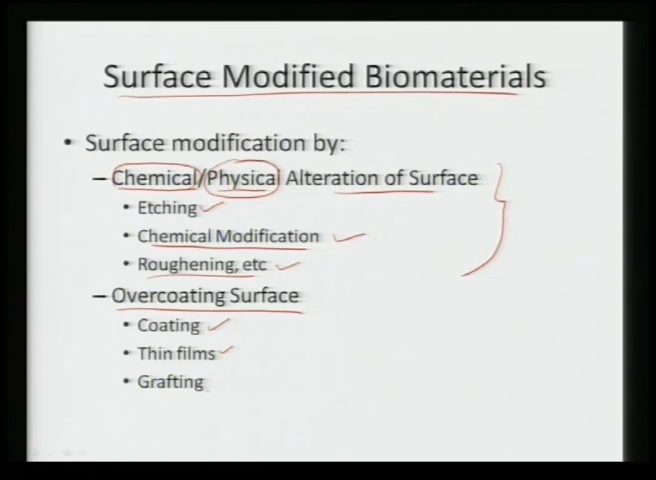 Surface Modified Biomaterials
• Surface modification by:
– Chemical/Physical Alteration of Surface
• Etching
• Chemical Modification
• Roughening, etc
– Overcoating Surface
• Coating
• Thin films
• Grafting